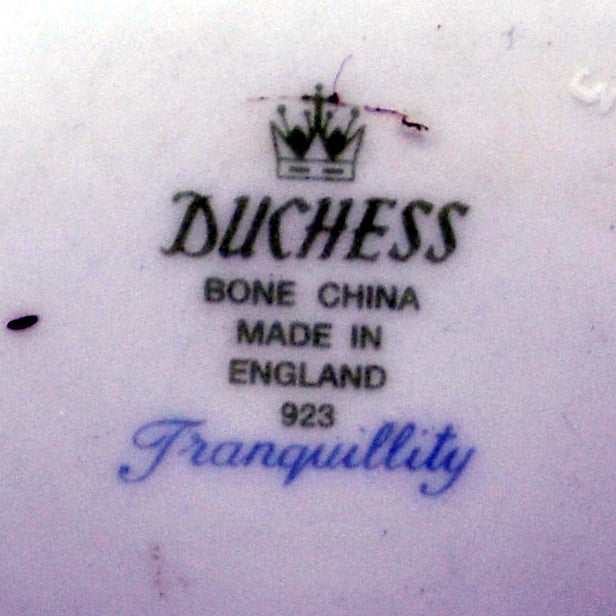 DUCHESS
BONE CHINA
MADE IN
ENGLAND
923
Tranquillity